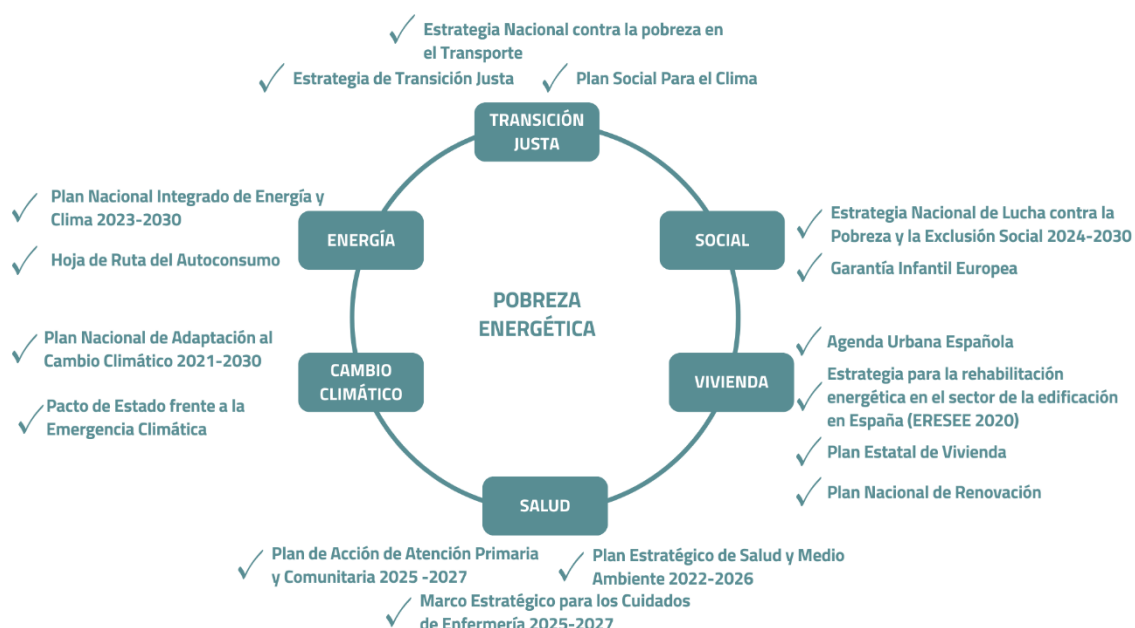 Estrategia Nacional contra la pobreza en
el Transporte
Estrategia de Transición Justa
Plan Social Para el Clima
TRANSICIÓN
JUSTA
Plan Nacional Integrado de Energía y
Clima 2023-2030
Hoja de Ruta del Autoconsumo
ENERGÍA
SOCIAL
Estrategia Nacional de Lucha contra la
Pobreza y la Exclusión Social 2024-2030
Garantía Infantil Europea
POBREZA
ENERGÉTICA
Plan Nacional de Adaptación al
Cambio Climático 2021-2030
Pacto de Estado frente a la
Emergencia Climática
CAMBIO
CLIMÁTICO
VIVIENDA
Agenda Urbana Española
Estrategia para la rehabilitación
energética en el sector de la edificación
en España (ERESEE 2020)
Plan Estatal de Vivienda
Plan Nacional de Renovación
SALUD
Plan de Acción de Atención Primaria
y Comunitaria 2025 -2027
Plan Estratégico de Salud y Medio
Ambiente 2022-2026
Marco Estratégico para los Cuidados
de Enfermería 2025-2027